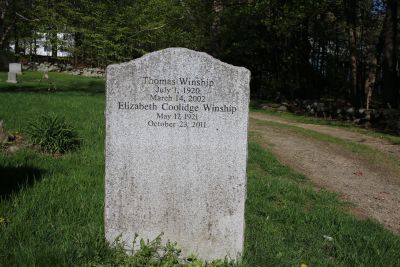 Thomas Winship
July 1, 1920
March 14, 2002
Elizabeth Coolidge Winship
May 17, 1921
October 23, 2011